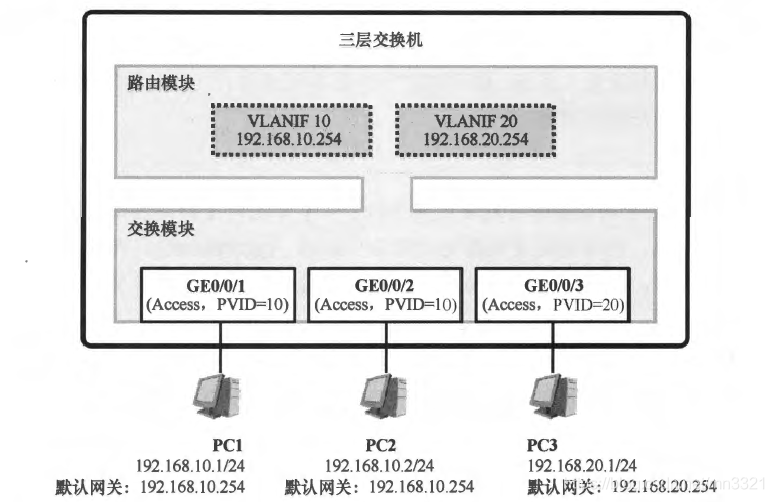 三层交换机
路由模块
VLANIF 10
192.168.10.254
VLANIF 20
192.168.20.254
交换模块
GE0/0/1
(Access，PVID=10)
GE0/0/2
(Access，PVID=10)
GE0/0/3
(Access，PVID=20)
PC1
192.168.10.1/24
默认网关：192.168.10.254
PC2
192.168.10.2/24
默认网关：192.168.10.254
PC3
192.168.20.1/24
默认网关：192.168.20.254